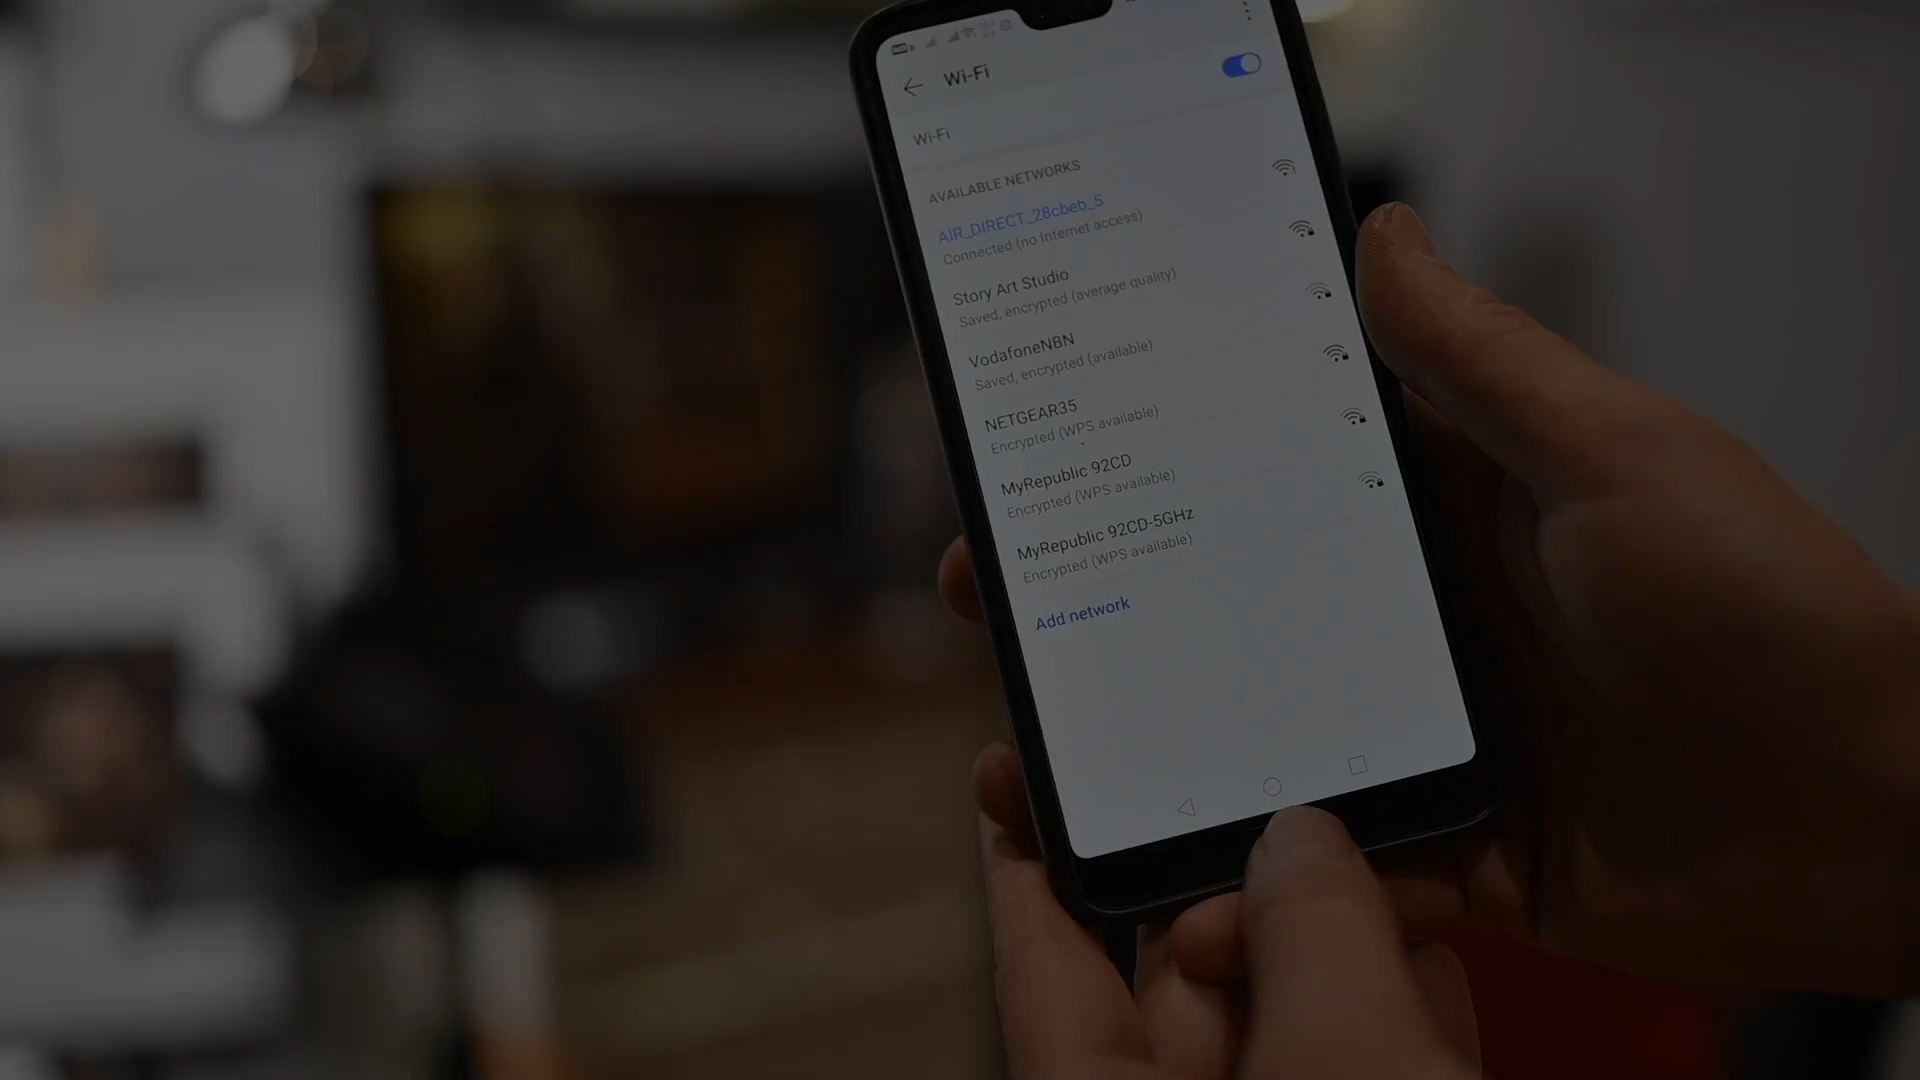 Wi-Fi
Wi-Fi
AVAILABLE NETWORKS
AIR_DIRECT_28cbeb_5
Connected (no Internet access)
Story Art Studio
Saved, encrypted (average quality)
VodafoneNBN
Saved, encrypted (available)
NETGEAR35
Encrypted (WPS available)
MyRepublic 92CD
Encrypted (WPS available)
MyRepublic 92CD-5GHz
Encrypted (WPS available)
Add network